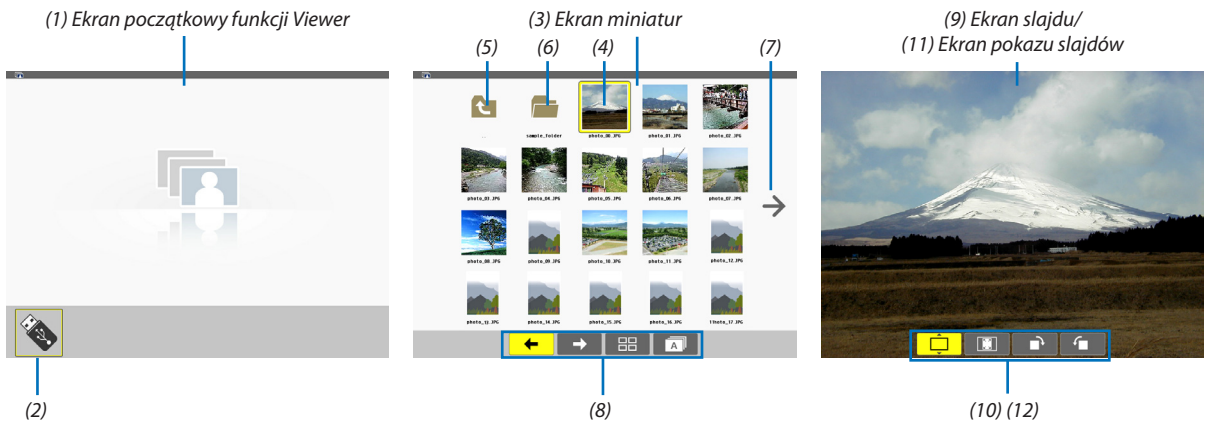 (1) Ekran początkowy funkcji Viewer
(3) Ekran miniatur
(9) Ekran slajdu/
(11) Ekran pokazu slajdów
(5) (6) (4) (7)
sample_folder photo_00.JPG photo_01.JPG photo_02.JPG
photo_03.JPG photo_04.JPG photo_05.JPG photo_06.JPG photo_07.JPG
photo_08.JPG photo_09.JPG photo_10.JPG photo_11.JPG photo_12.JPG
photo_13.JPG photo_14.JPG photo_15.JPG photo_16.JPG photo_17.JPG
A
(2)
(8)
(10) (12)